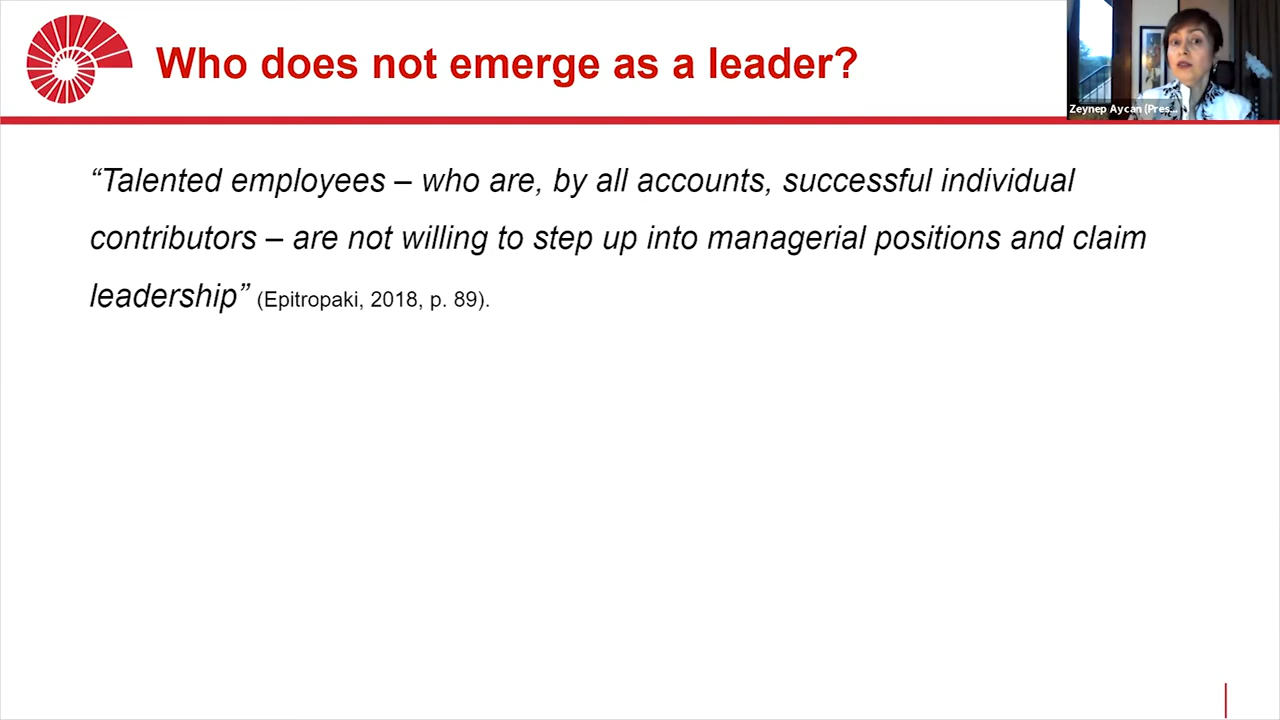 Who does not emerge as a leader?
Zeynep Aycan (Pres...
“Talented employees – who are, by all accounts, successful individual
contributors – are not willing to step up into managerial positions and claim
leadership” (Epitropaki, 2018, p. 89).